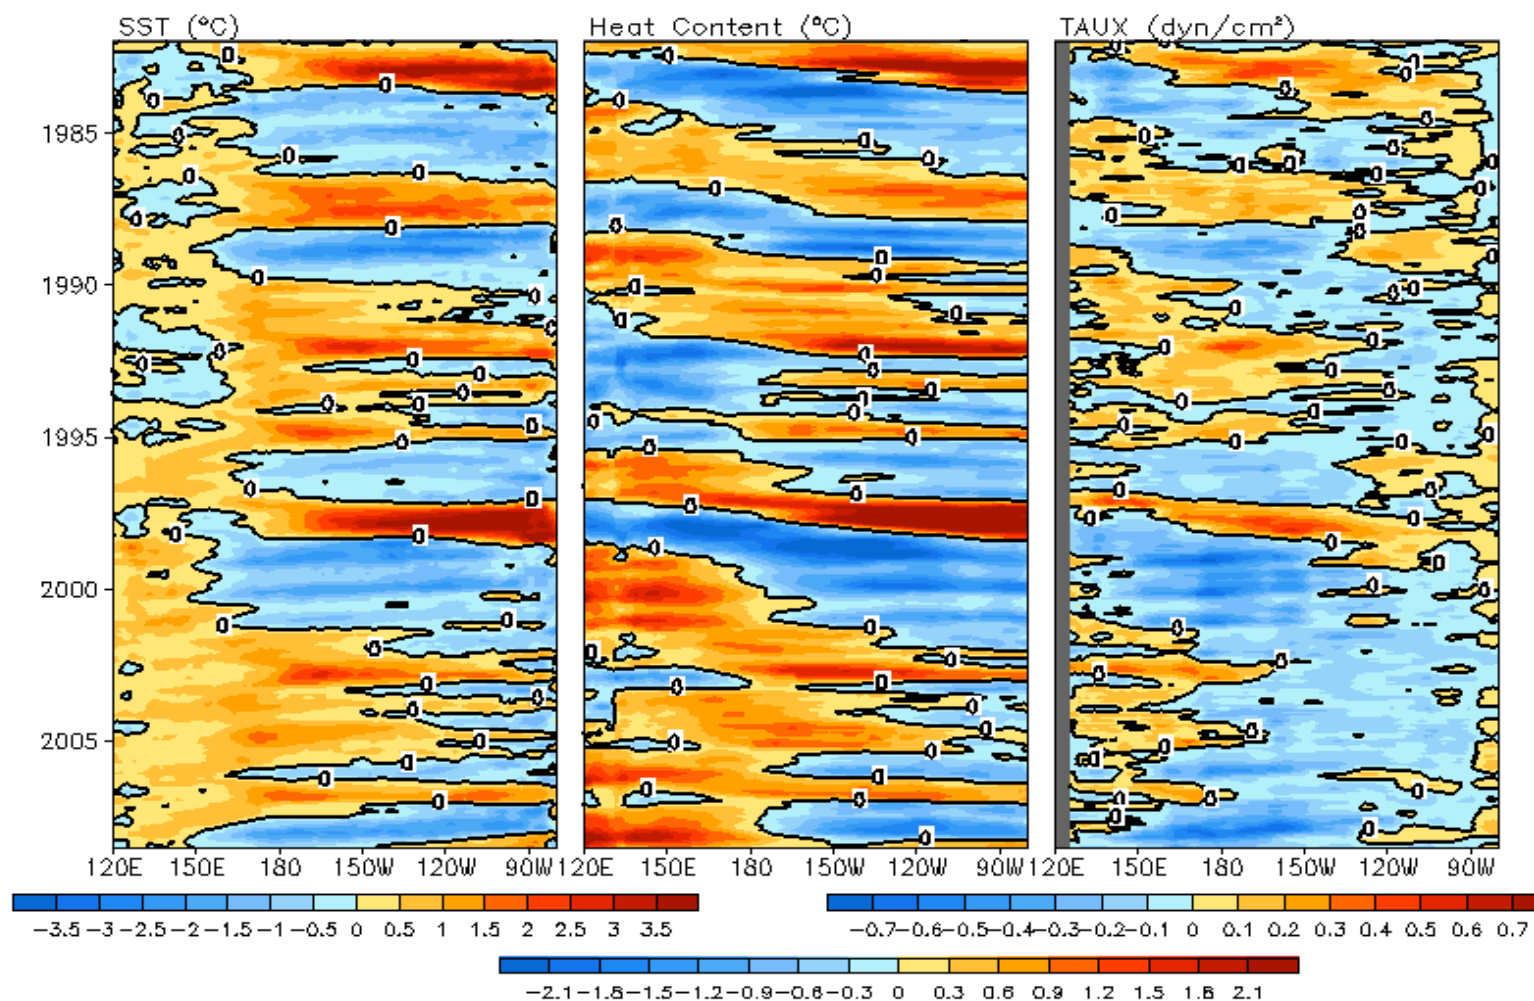 SST (°C) Heat Content (°C) TAUX (dyn/cm²)
1985
1990
1995
2000
2005
120E 150E 180 150W 120W 90W 120E 150E 180 150W 120W 90W 120E 150E 180 150W 120W 90W
-3.5 -3 -2.5 -2 -1.5 -1 -0.5 0 0.5 1 1.5 2 2.5 3 3.5
-0.7 -0.6 -0.5 -0.4 -0.3 -0.2 -0.1 0 0.1 0.2 0.3 0.4 0.5 0.6 0.7
-2.1 -1.8 -1.5 -1.2 -0.9 -0.6 -0.3 0 0.3 0.6 0.9 1.2 1.5 1.8 2.1